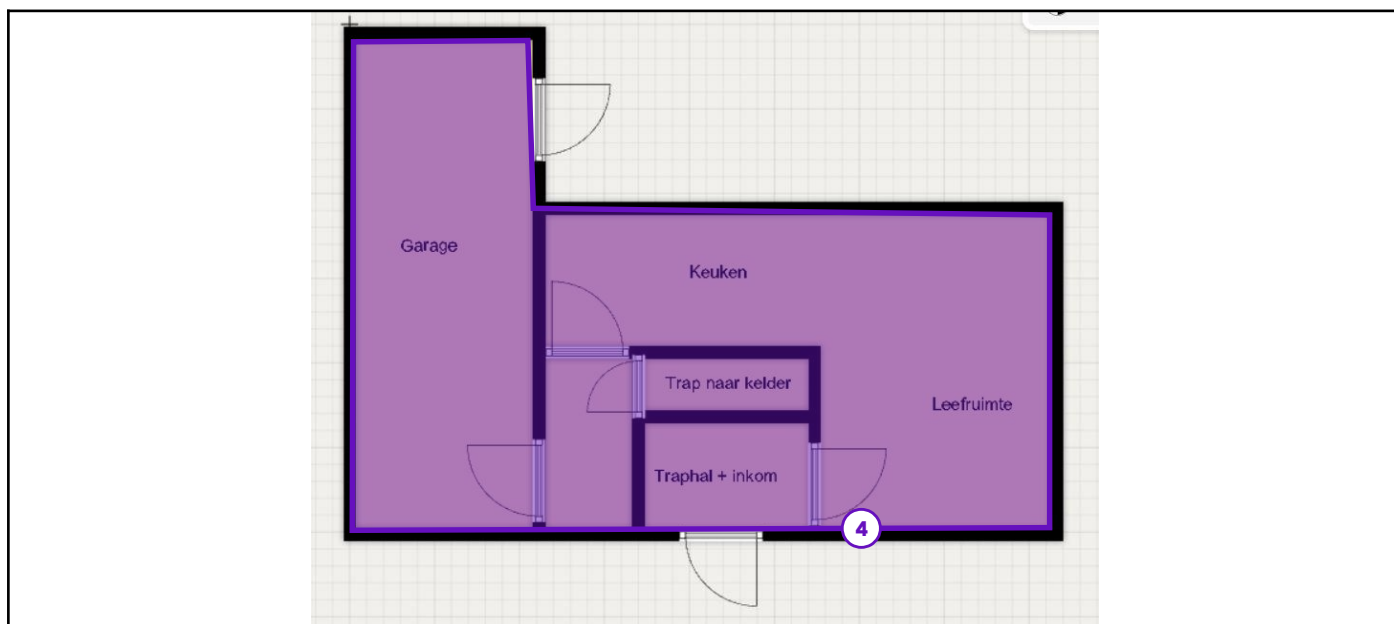 Garage
Keuken
Trap naar kelder
Leefruimte
Traphal + inkom
4